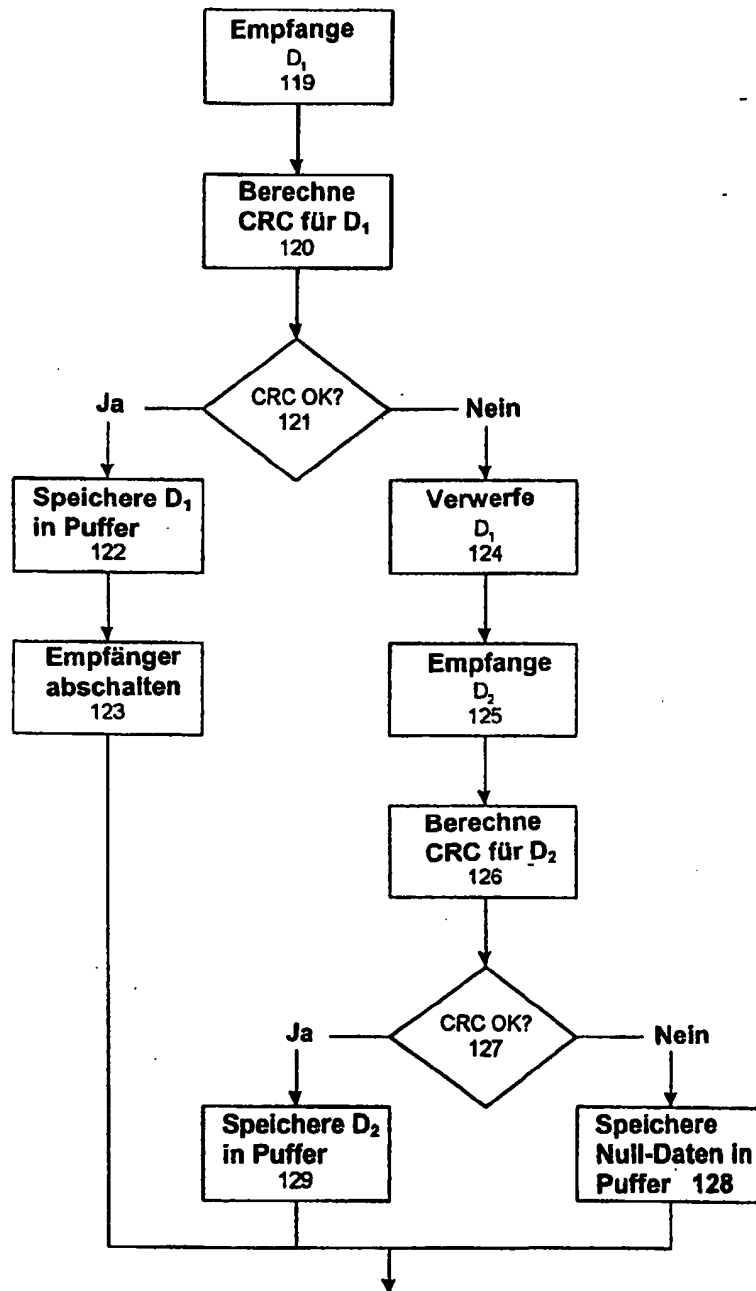 Empfange
D₁
119
Berechne
CRC für D₁
120
CRC OK?
121
Ja
Nein
Speichere D₁
in Puffer
122
Verwerfe
D₁
124
Empfänger
abschalten
123
Empfange
D₂
125
Berechne
CRC für D₂
126
CRC OK?
127
Ja
Nein
Speichere D₂
in Puffer
129
Speichere
Null-Daten in
Puffer 128